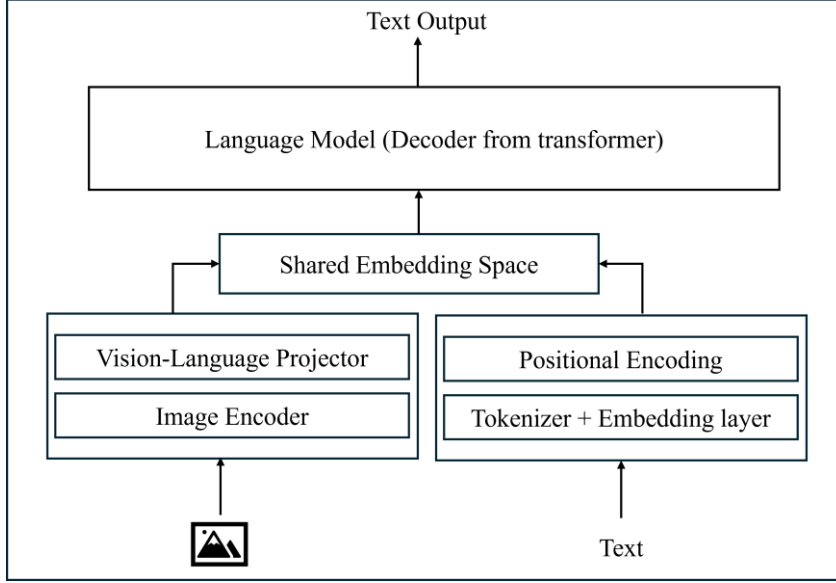 Text Output
Language Model (Decoder from transformer)
Shared Embedding Space
Vision-Language Projector
Image Encoder
Positional Encoding
Tokenizer + Embedding layer
Text